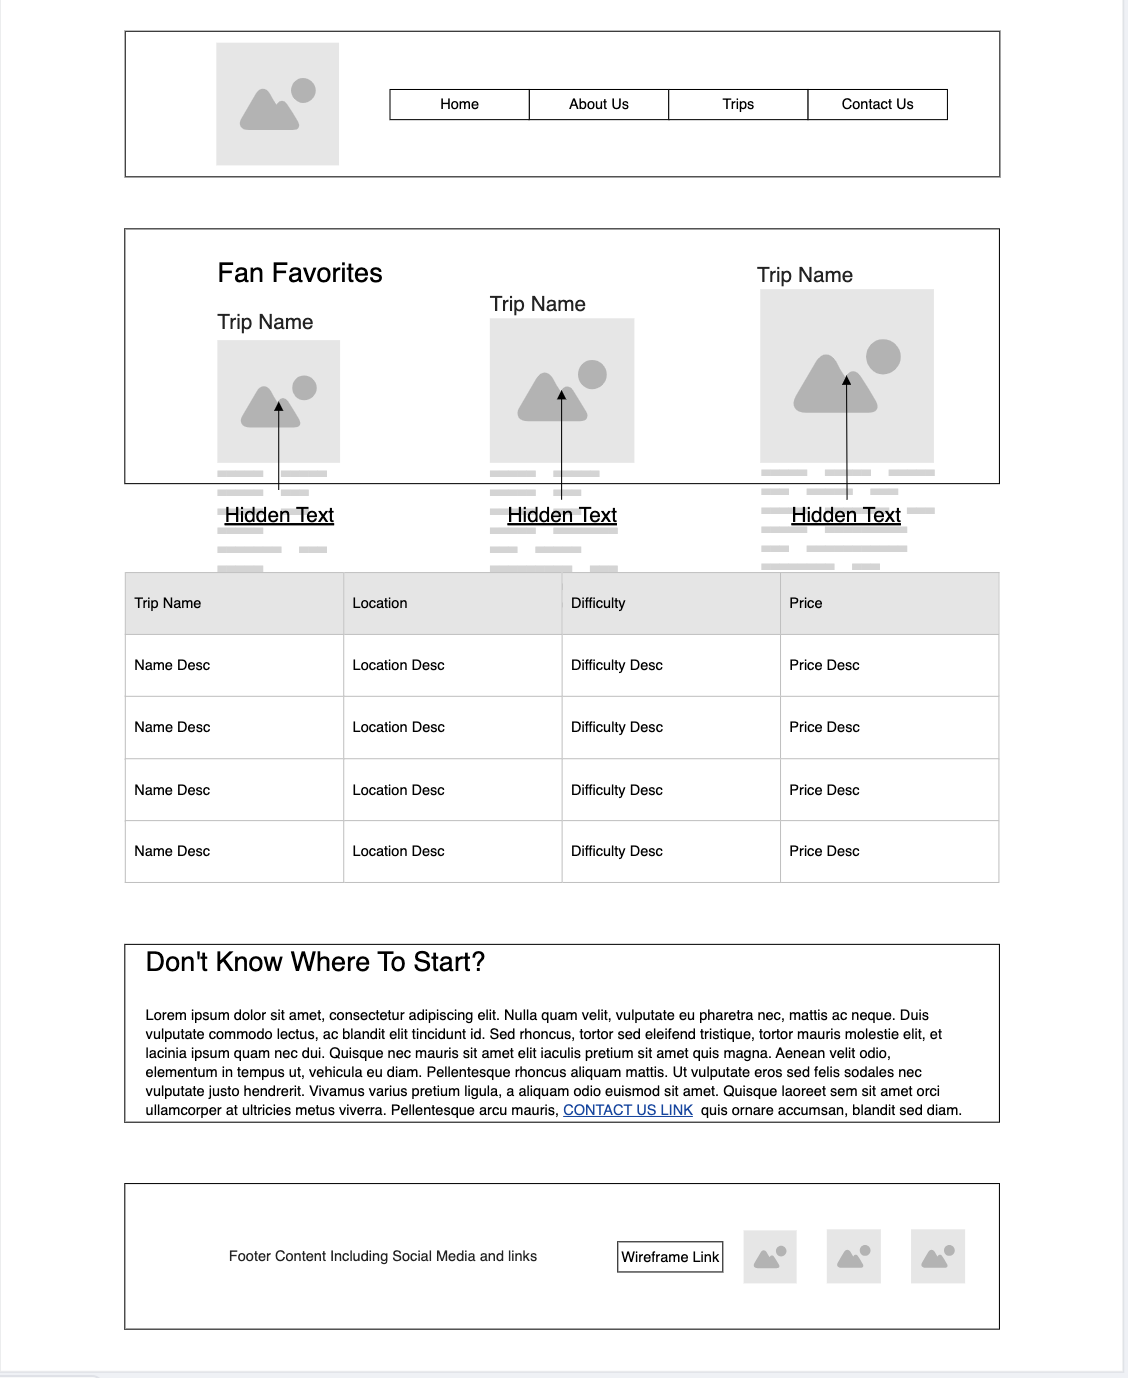 Home About Us Trips Contact Us
Fan Favorites
Trip Name
Trip Name
Trip Name
Hidden Text Hidden Text Hidden Text
Trip Name Location Difficulty Price
Name Desc Location Desc Difficulty Desc Price Desc
Name Desc Location Desc Difficulty Desc Price Desc
Name Desc Location Desc Difficulty Desc Price Desc
Name Desc Location Desc Difficulty Desc Price Desc
Don't Know Where To Start?
Lorem ipsum dolor sit amet, consectetur adipiscing elit. Nulla quam velit, vulputate eu pharetra nec, mattis ac neque. Duis
vulputate commodo lectus, ac blandit elit tincidunt id. Sed rhoncus, tortor sed eleifend tristique, tortor mauris molestie elit, et
lacinia ipsum quam nec dui. Quisque nec mauris sit amet elit iaculis pretium sit amet quis magna. Aenean velit odio,
elementum in tempus ut, vehicula eu diam. Pellentesque rhoncus aliquam mattis. Ut vulputate eros sed felis sodales nec
vulputate justo hendrerit. Vivamus varius pretium ligula, a aliquam odio euismod sit amet. Quisque laoreet sem sit amet orci
ullamcorper at ultricies metus viverra. Pellentesque arcu mauris, CONTACT US LINK quis ornare accumsan, blandit sed diam.
Footer Content Including Social Media and links Wireframe Link